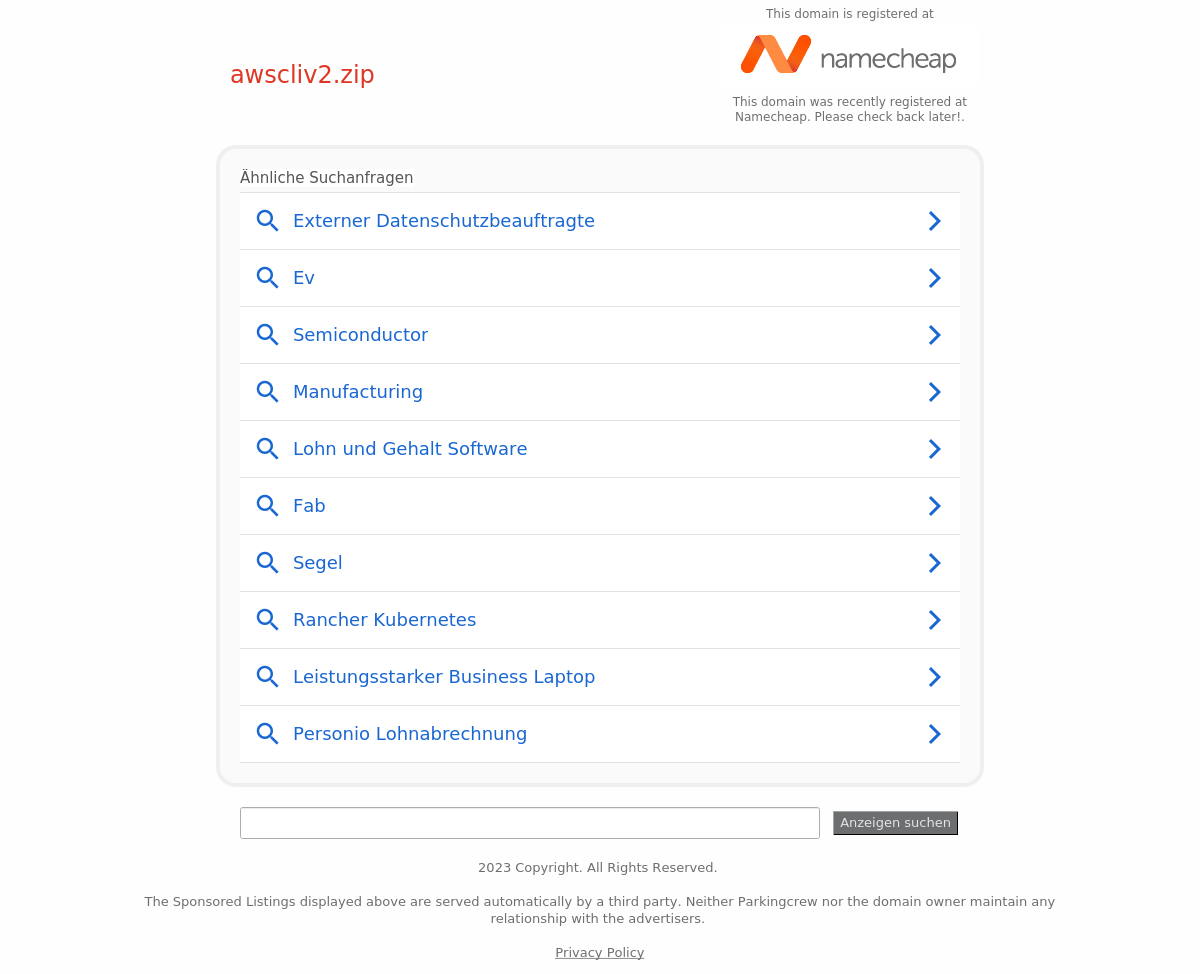 This domain is registered at
namecheap
awscliv2.zip
This domain was recently registered at
Namecheap. Please check back later!.
Ähnliche Suchanfragen
Externer Datenschutzbeauftragte
Ev
Semiconductor
Manufacturing
Lohn und Gehalt Software
Fab
Segel
Rancher Kubernetes
Leistungsstarker Business Laptop
Personio Lohnabrechnung
Anzeigen suchen
2023 Copyright. All Rights Reserved.
The Sponsored Listings displayed above are served automatically by a third party. Neither Parkingcrew nor the domain owner maintain any
relationship with the advertisers.
Privacy Policy